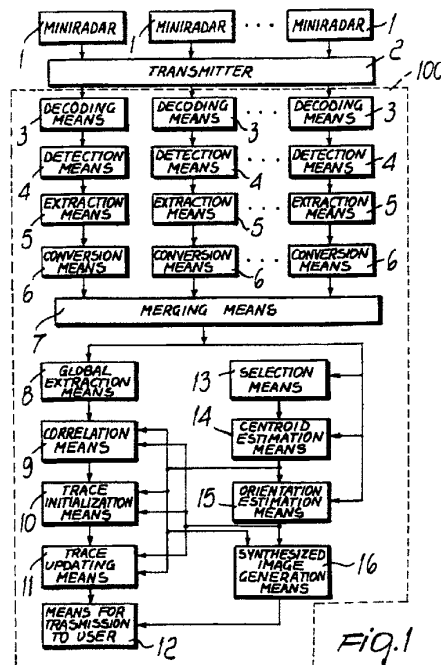 MINIRADAR MINIRADAR . . . MINIRADAR 1
1 1
TRANSMITTER 2
100
DECODING MEANS DECODING MEANS . . . DECODING MEANS
3 3 3
DETECTION MEANS DETECTION MEANS . . . DETECTION MEANS
4 4 4
EXTRACTION MEANS EXTRACTION MEANS . . . EXTRACTION MEANS
5 5 5
CONVERSION MEANS CONVERSION MEANS . . . CONVERSION MEANS
6 6 6
MERGING MEANS
7
GLOBAL EXTRACTION MEANS
8
13 SELECTION MEANS
CORRELATION MEANS
9
14 CENTROID ESTIMATION MEANS
TRACE INITIALIZATION MEANS
10
15 ORIENTATION ESTIMATION MEANS
TRACE UPDATING MEANS
11
SYNTHESIZED IMAGE GENERATION MEANS 16
MEANS FOR TRASMISSION TO USER 12
Fig.1